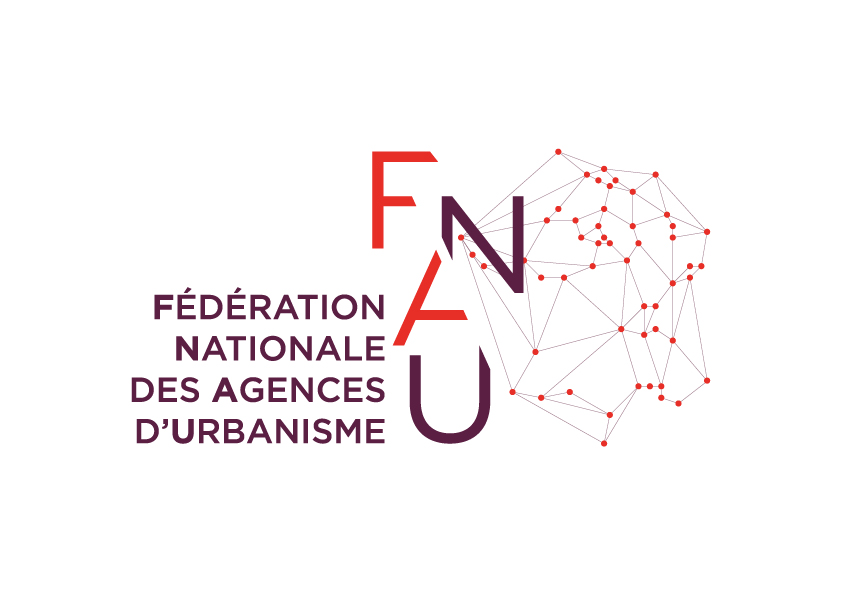 FNAU
FÉDÉRATION
NATIONALE
DES AGENCES
D'URBANISME